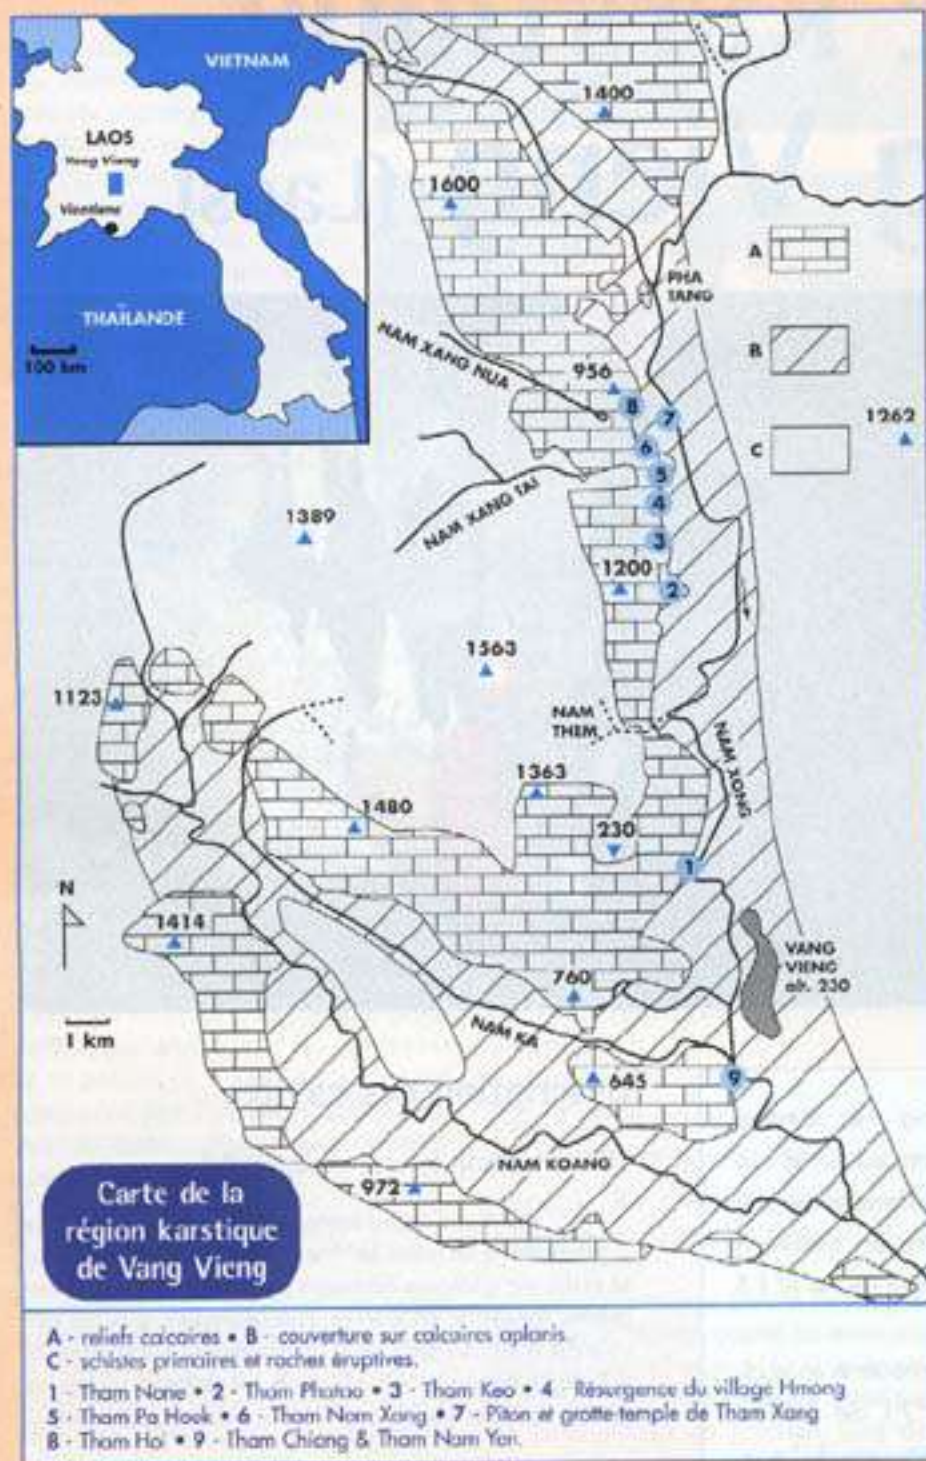 VIETNAM
LAOS
Vang Vieng
Vientiane
THAÏLANDE
100 km
1400
1600
PHA
TANG
A
B
C
1262
NAM XANG NUA
956
8
7
6
5
4
3
2
NAM XANG TAI
1389
1200
1563
1123
NAM
THEM
NAM XONG
1363
1480
230
1
N
1414
VANG
VIENG
alt. 230
760
1 km
NAM KA
645
9
NAM KOANG
972
Carte de la
région karstique
de Vang Vieng
A - reliefs calcaires • B - couverture sur calcaires aplanis.
C - schistes primaires et roches éruptives.
1 - Tham None • 2 - Tham Phatao • 3 - Tham Keo • 4 - Résurgence du village Hmong
5 - Tham Pa Hook • 6 - Tham Nam Xang • 7 - Piton et grotte-temple de Tham Xang
8 - Tham Hoi • 9 - Tham Chiang & Tham Nam Yan.